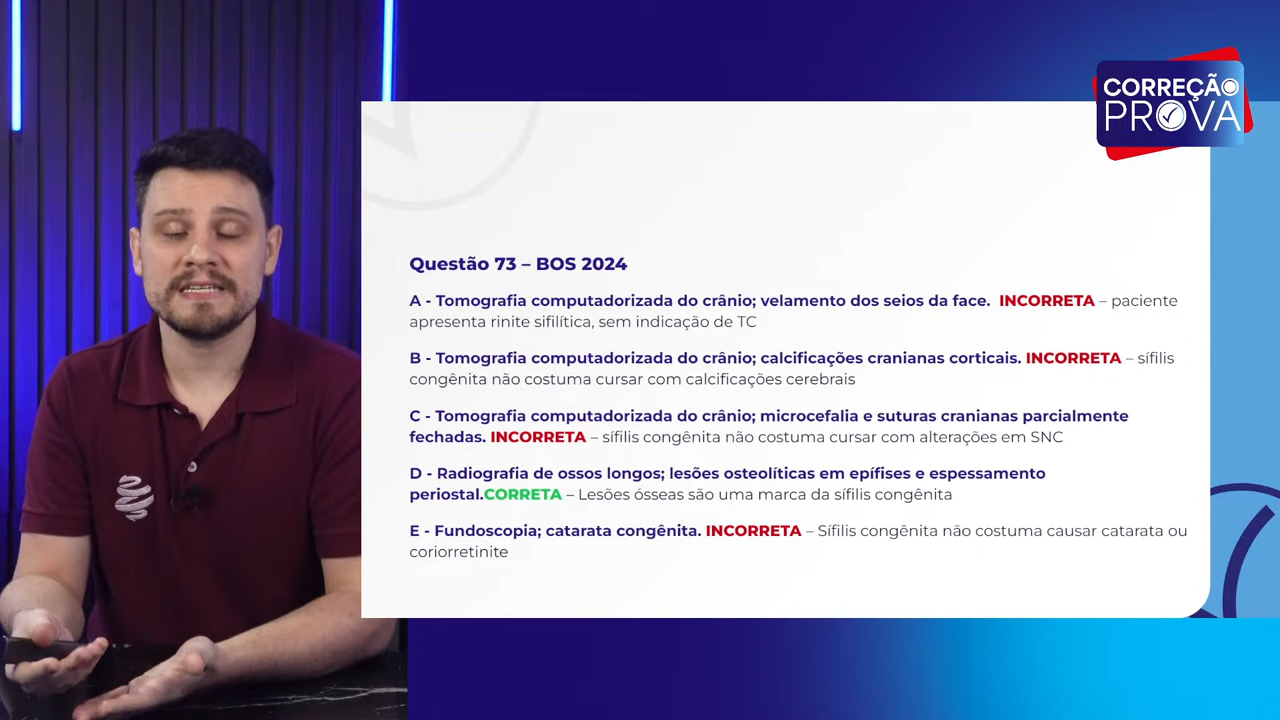 CORREÇÃO
PROVA
Questão 73 – BOS 2024
A - Tomografia computadorizada do crânio; velamento dos seios da face. INCORRETA – paciente
apresenta rinite sifilítica, sem indicação de TC
B - Tomografia computadorizada do crânio; calcificações cranianas corticais. INCORRETA – sífilis
congênita não costuma cursar com calcificações cerebrais
C - Tomografia computadorizada do crânio; microcefalia e suturas cranianas parcialmente
fechadas. INCORRETA – sífilis congênita não costuma cursar com alterações em SNC
D - Radiografia de ossos longos; lesões osteolíticas em epífises e espessamento
periostal.CORRETA – Lesões ósseas são uma marca da sífilis congênita
E - Fundoscopia; catarata congênita. INCORRETA – Sífilis congênita não costuma causar catarata ou
coriorretinite